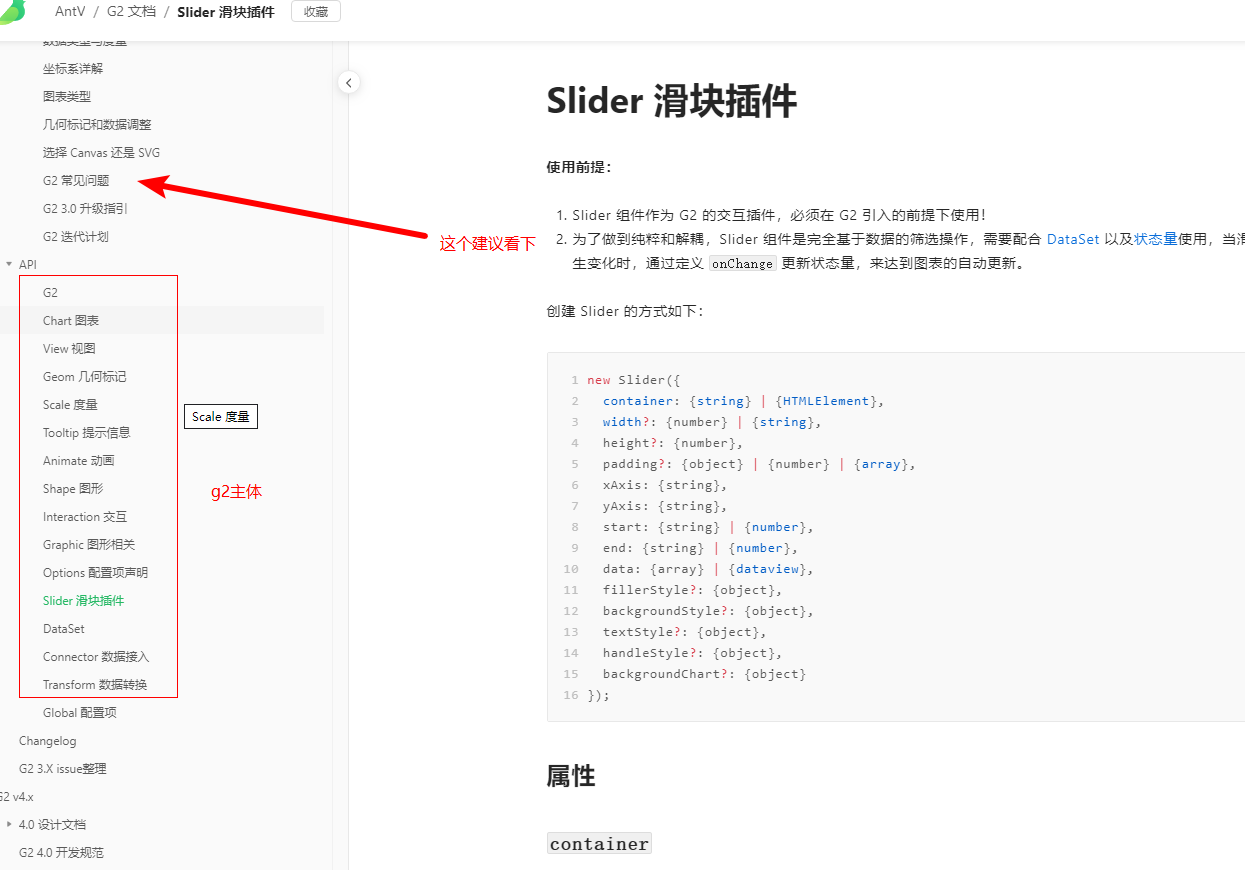 AntV / G2 文档 / Slider 滑块插件 收藏
数据类型与度量
坐标系详解
图表类型
几何标记和数据调整
选择 Canvas 还是 SVG
G2 常见问题
G2 3.0 升级指引
G2 迭代计划
API
G2
Chart 图表
View 视图
Geom 几何标记
Scale 度量
Tooltip 提示信息
Animate 动画
Shape 图形
Interaction 交互
Graphic 图形相关
Options 配置项声明
Slider 滑块插件
DataSet
Connector 数据接入
Transform 数据转换
Global 配置项
Changelog
G2 3.X issue整理
G2 v4.x
4.0 设计文档
G2 4.0 开发规范
这个建议看下
Scale 度量
g2主体
Slider 滑块插件
使用前提：
1. Slider 组件作为 G2 的交互插件，必须在 G2 引入的前提下使用！
2. 为了做到纯粹和解耦，Slider 组件是完全基于数据的筛选操作，需要配合 DataSet 以及状态量使用，当滑
生变化时，通过定义 onChange 更新状态量，来达到图表的自动更新。
创建 Slider 的方式如下：
1 new Slider({
2 container: {string} | {HTMLElement},
3 width?: {number} | {string},
4 height?: {number},
5 padding?: {object} | {number} | {array},
6 xAxis: {string},
7 yAxis: {string},
8 start: {string} | {number},
9 end: {string} | {number},
10 data: {array} | {dataview},
11 fillerStyle?: {object},
12 backgroundStyle?: {object},
13 textStyle?: {object},
14 handleStyle?: {object},
15 backgroundChart?: {object}
16 });
属性
container